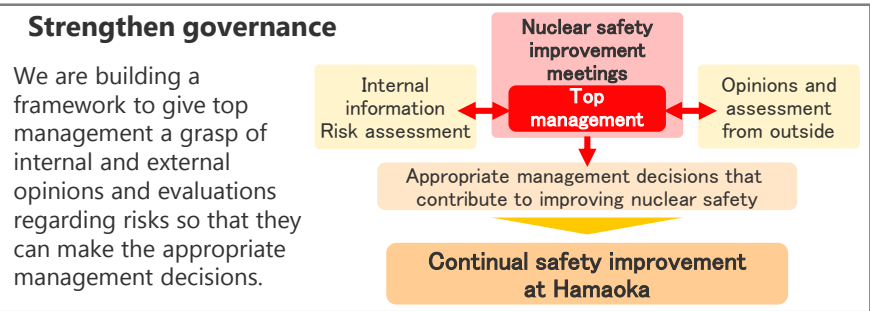 Strengthen governance
We are building a
framework to give top
management a grasp of
internal and external
opinions and evaluations
regarding risks so that they
can make the appropriate
management decisions.
Nuclear safety
improvement
meetings
Internal
information
Risk assessment
Top
management
Opinions and
assessment
from outside
Appropriate management decisions that
contribute to improving nuclear safety
Continual safety improvement
at Hamaoka